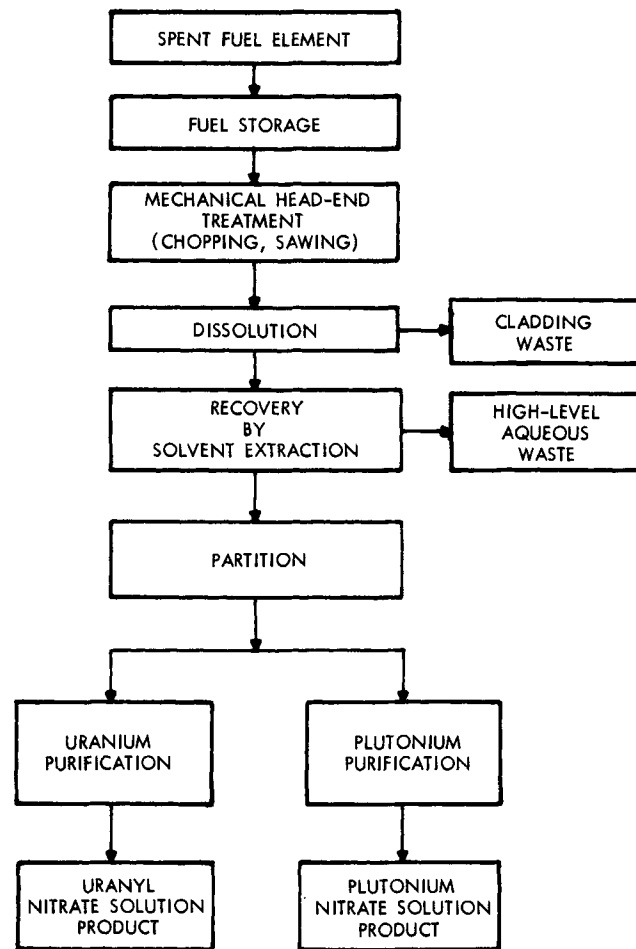 SPENT FUEL ELEMENT
FUEL STORAGE
MECHANICAL HEAD-END
TREATMENT
(CHOPPING, SAWING)
DISSOLUTION
CLADDING
WASTE
RECOVERY
BY
SOLVENT EXTRACTION
HIGH-LEVEL
AQUEOUS
WASTE
PARTITION
URANIUM
PURIFICATION
PLUTONIUM
PURIFICATION
URANYL
NITRATE SOLUTION
PRODUCT
PLUTONIUM
NITRATE SOLUTION
PRODUCT